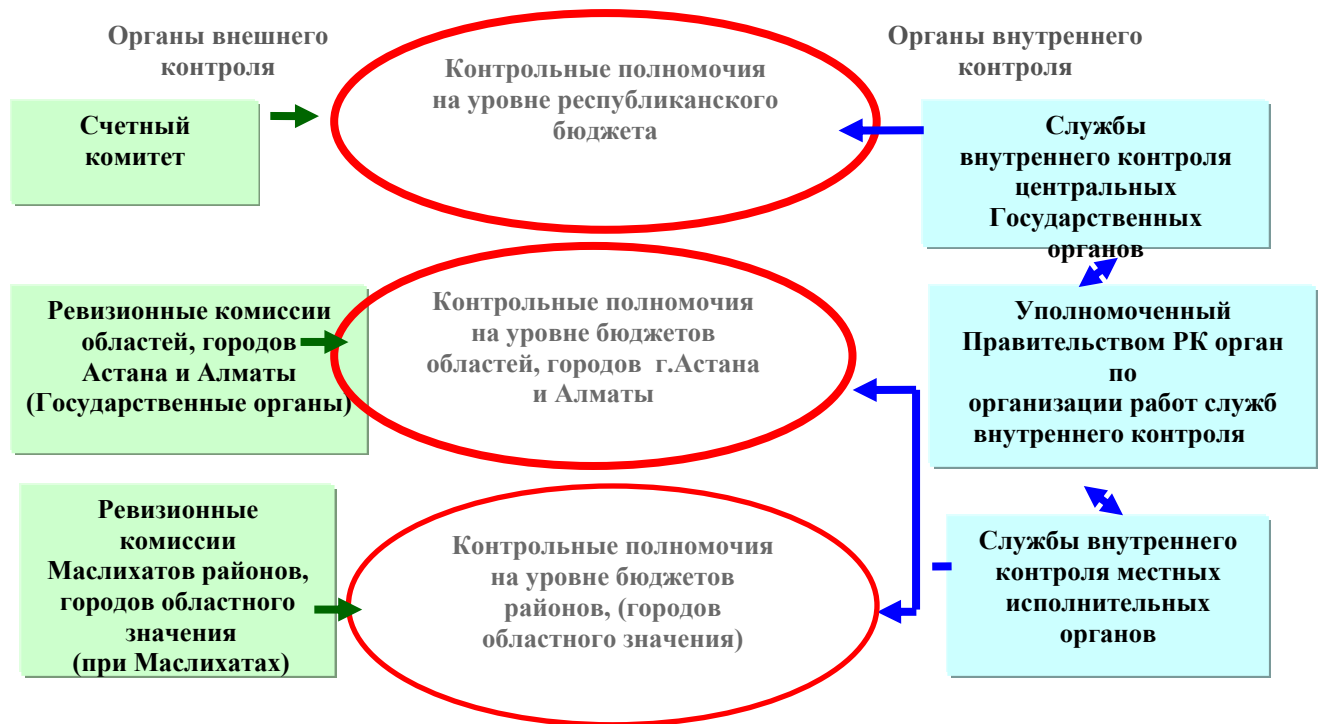 Органы внешнего
контроля
Контрольные полномочия
на уровне республиканского
бюджета
Органы внутреннего
контроля
Счетный
комитет
Службы
внутреннего контроля
центральных
Государственных
органов
Ревизионные комиссии
областей, городов
Астана и Алматы
(Государственные органы)
Контрольные полномочия
на уровне бюджетов
областей, городов г.Астана
и Алматы
Уполномоченный
Правительством РК орган
по
организации работ служб
внутреннего контроля
Ревизионные
комиссии
Маслихатов районов,
городов областного
значения
(при Маслихатах)
Контрольные полномочия
на уровне бюджетов
районов, (городов
областного значения)
Службы внутреннего
контроля местных
исполнительных
органов